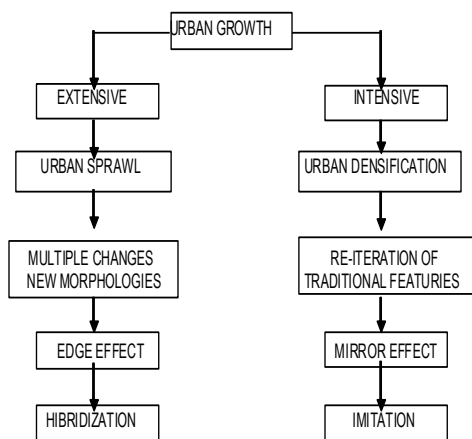 URBAN GROWTH
EXTENSIVE
INTENSIVE
URBAN SPRAWL
URBAN DENSIFICATION
MULTIPLE CHANGES
NEW MORPHOLOGIES
RE-ITERATION OF
TRADITIONAL FEATURIES
EDGE EFFECT
MIRROR EFFECT
HIBRIDIZATION
IMITATION